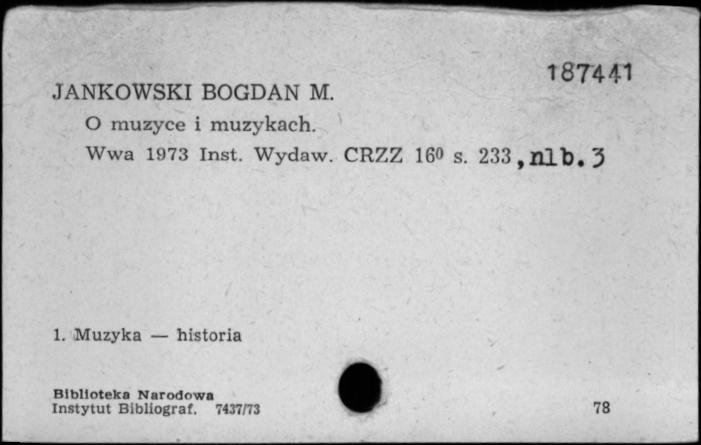 187441
JANKOWSKI BOGDAN M.
O muzyce i muzykach.
Wwa 1973 Inst. Wydaw. CRZZ 16⁰ s. 233, nlb. 3
1. Muzyka — historia
Biblioteka Narodowa
Instytut Bibliograf. 7437/73
78